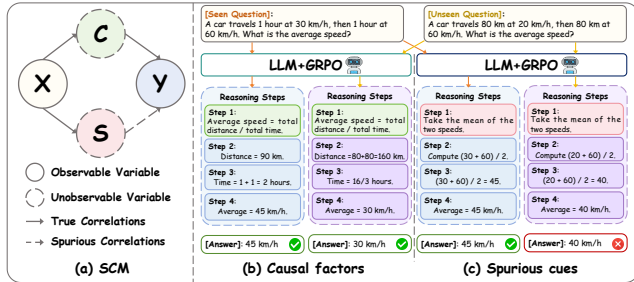 C
X
Y
S
Observable Variable
Unobservable Variable
True Correlations
Spurious Correlations
(a) SCM
[Seen Question]:
A car travels 1 hour at 30 km/h, then 1 hour at
60 km/h. What is the average speed?
[Unseen Question]:
A car travels 80 km at 20 km/h, then 80 km at
60 km/h. What is the average speed?
LLM+GRPO
LLM+GRPO
Reasoning Steps
Step 1:
Average speed = total
distance / total time.
Step 2:
Distance = 90 km.
Step 3:
Time = 1 + 1 = 2 hours.
Step 4:
Average = 45 km/h.
Reasoning Steps
Step 1:
Average speed = total
distance / total time.
Step 2:
Distance =80+80=160 km.
Step 3:
Time = 16/3 hours.
Step 4:
Average = 30 km/h.
Reasoning Steps
Step 1:
Take the mean of the
two speeds.
Step 2:
Compute (30 + 60) / 2.
Step 3:
(30 + 60) / 2 = 45.
Step 4:
Average = 45 km/h.
Reasoning Steps
Step 1:
Take the mean of the
two speeds.
Step 2:
Compute (20 + 60) / 2.
Step 3:
(20 + 60) / 2 = 40.
Step 4:
Average = 40 km/h.
[Answer]: 45 km/h
[Answer]: 30 km/h
[Answer]: 45 km/h
[Answer]: 40 km/h
(b) Causal factors
(c) Spurious cues